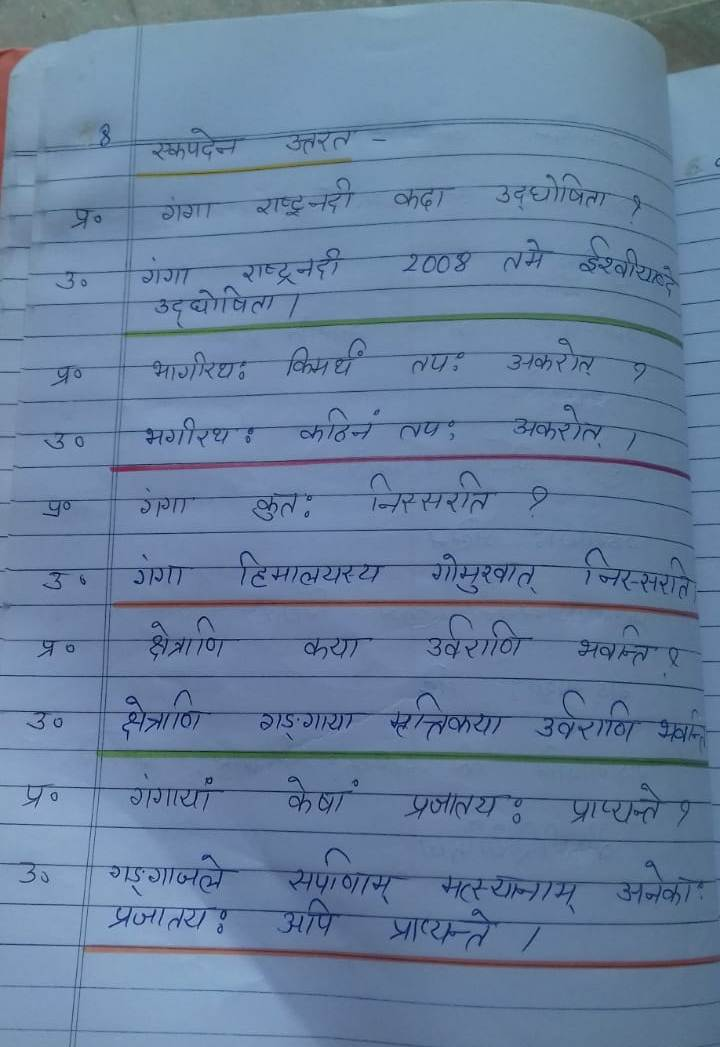 8 स्कपदेन उत्तरत -
प्र० गंगा राष्ट्रनदी कदा उद्घोषिता ?
उ० गंगा राष्ट्रनदी 2008 तमे ईश्वीयाब्दे
उद्घोषिता ।
प्र० भागीरथः किमर्थं तपः अकरोत ?
उ० भगीरथः कठिनं तपः अकरोत् ।
प्र० गंगा कुतः निस्सरति ?
उ० गंगा हिमालयस्य गोमुखात् निस्सरति
प्र० क्षेत्राणि कया उर्वराणि भवन्ति ?
उ० क्षेत्राणि गङ्गाया मृत्तिकया उर्वराणि भवन्ति
प्र० गंगायां केषां प्रजातयः प्राप्यन्ते ?
उ० गङ्गाजले सर्पाणाम् मत्स्यानाम् अनेकाः
प्रजातयः अपि प्राप्यन्ते ।